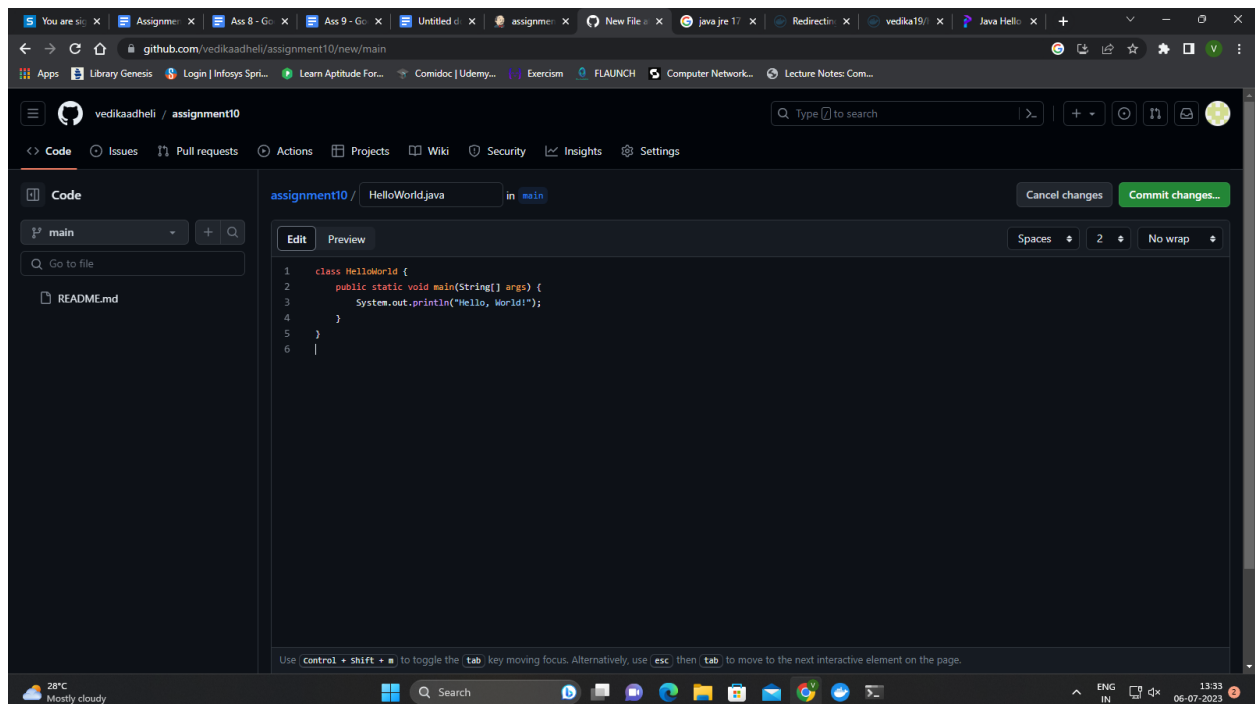 You are sig
Assignmen
Ass 8 - Go
Ass 9 - Go
Untitled d
assignmen
New File a
java jre 17
Redirectin
vedika19/
Java Hello
github.com/vedikaadheli/assignment10/new/main
V
Apps
Library Genesis
Login | Infosys Spri...
Learn Aptitude For...
Comidoc | Udemy...
Exercism
FLAUNCH
Computer Network...
Lecture Notes: Com...
vedikaadheli / assignment10
Type / to search
<> Code
Issues
Pull requests
Actions
Projects
Wiki
Security
Insights
Settings
Code
assignment10 / HelloWorld.java in main
Cancel changes
Commit changes...
main
Go to file
README.md
Edit
Preview
Spaces
2
No wrap
1 class HelloWorld {
2     public static void main(String[] args) {
3         System.out.println("Hello, World!");
4     }
5 }
6
Use Control + Shift + m to toggle the tab key moving focus. Alternatively, use esc then tab to move to the next interactive element on the page.
28°C
Mostly cloudy
Search
ENG
IN
13:33
06-07-2023
2